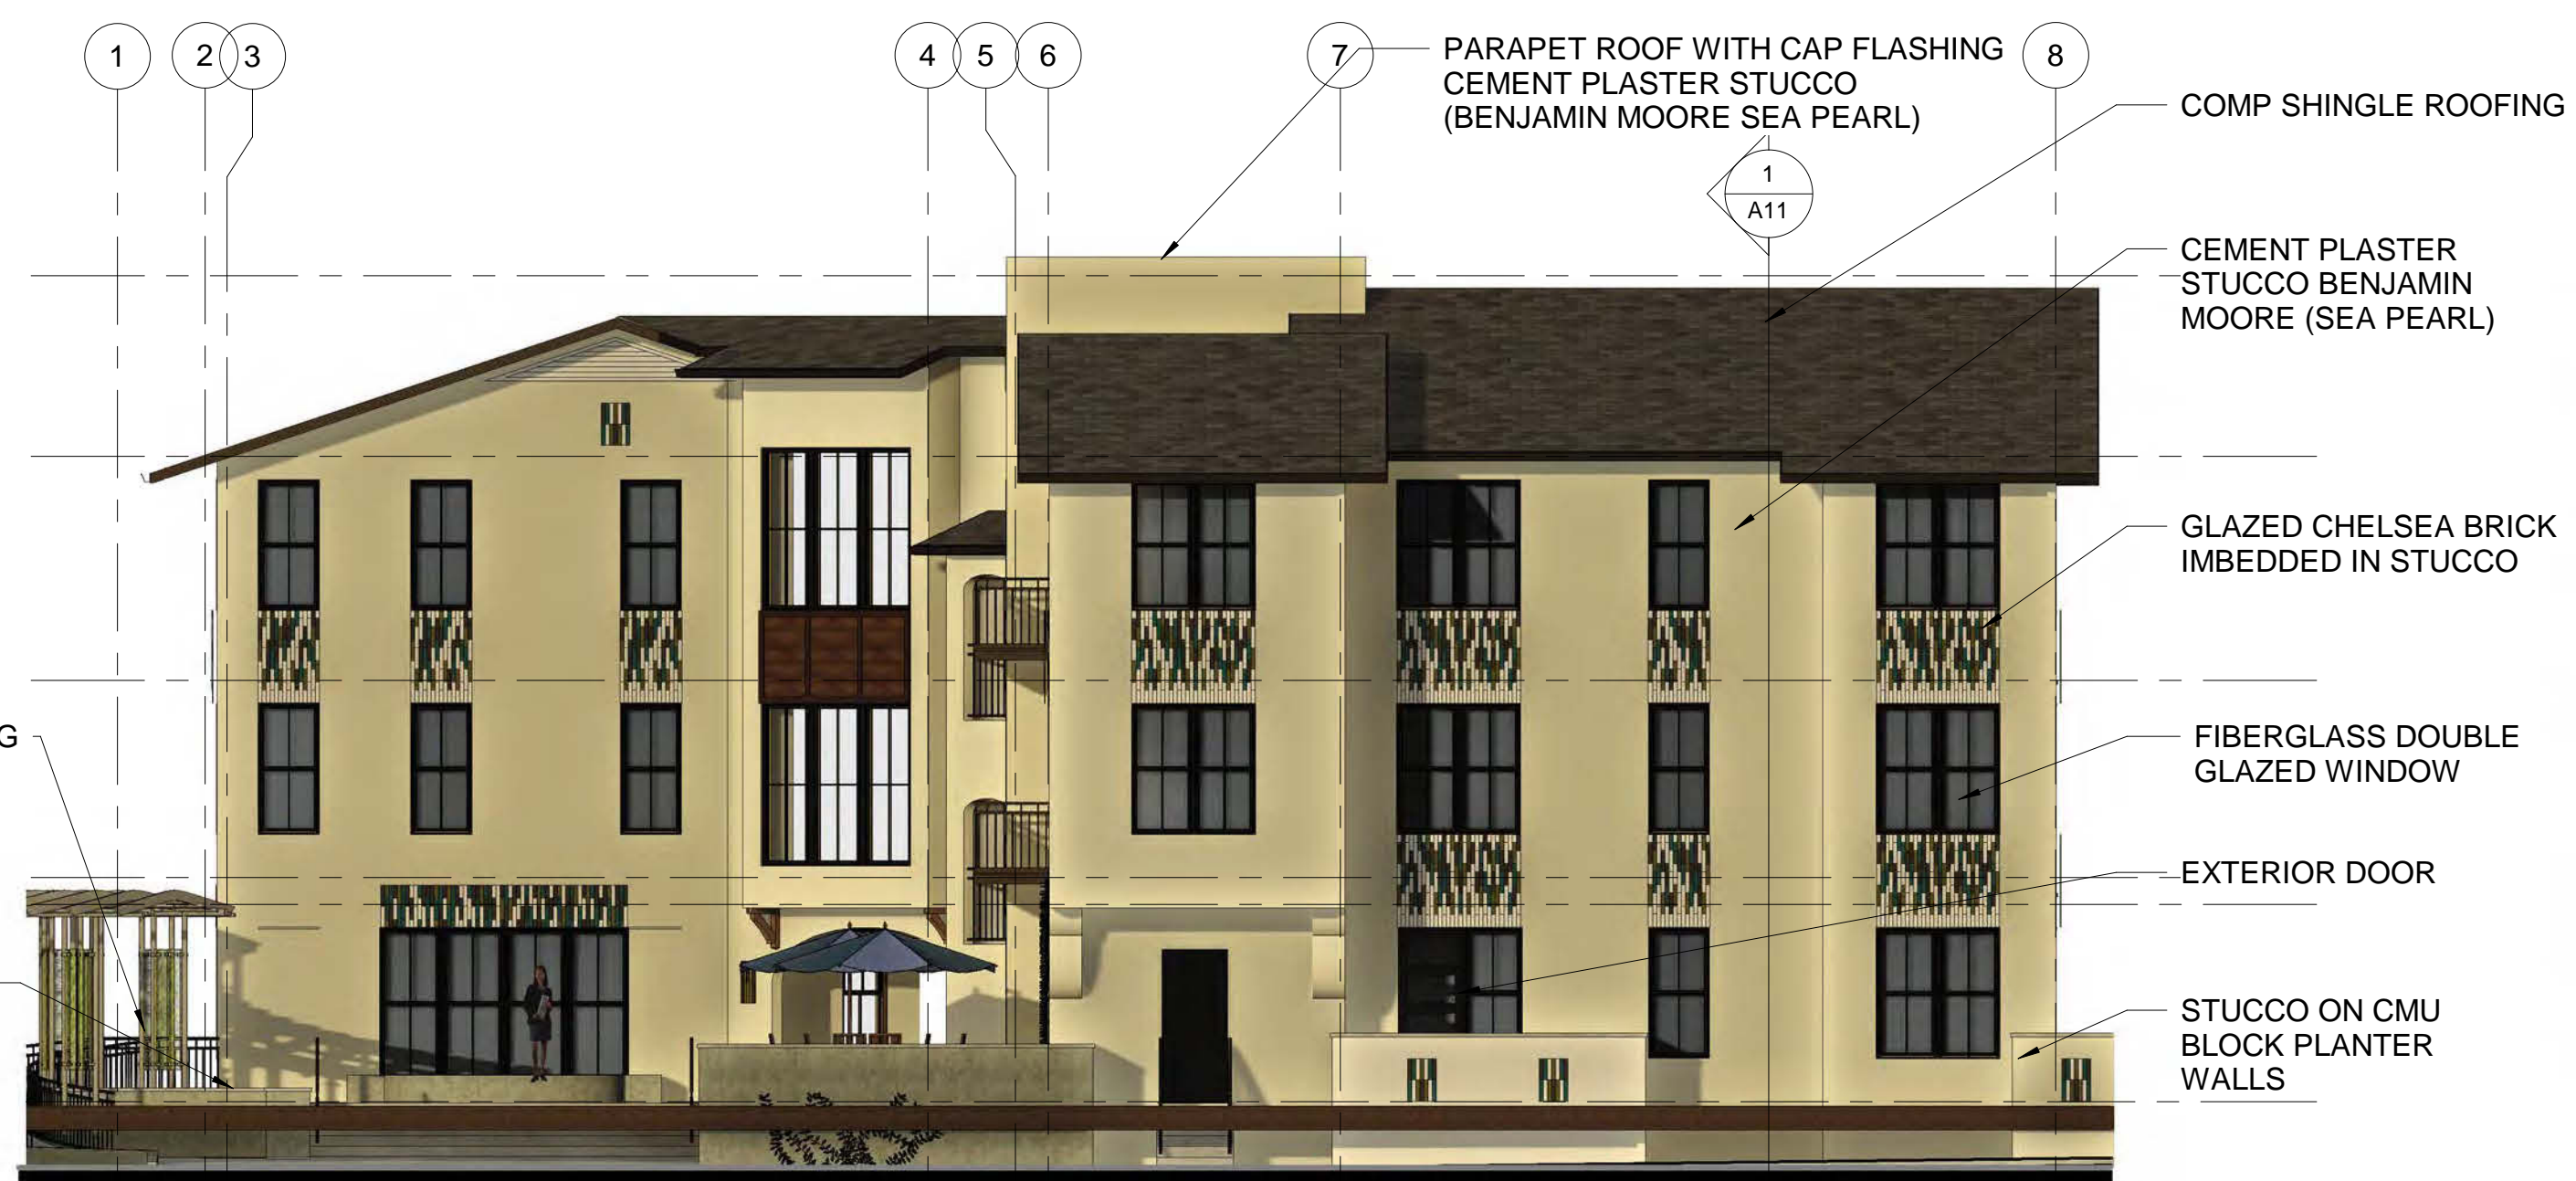 1
2
3
4
5
6
7
8
PARAPET ROOF WITH CAP FLASHING
CEMENT PLASTER STUCCO
(BENJAMIN MOORE SEA PEARL)
1
A11
COMP SHINGLE ROOFING
CEMENT PLASTER
STUCCO BENJAMIN
MOORE (SEA PEARL)
GLAZED CHELSEA BRICK
IMBEDDED IN STUCCO
G
FIBERGLASS DOUBLE
GLAZED WINDOW
EXTERIOR DOOR
STUCCO ON CMU
BLOCK PLANTER
WALLS